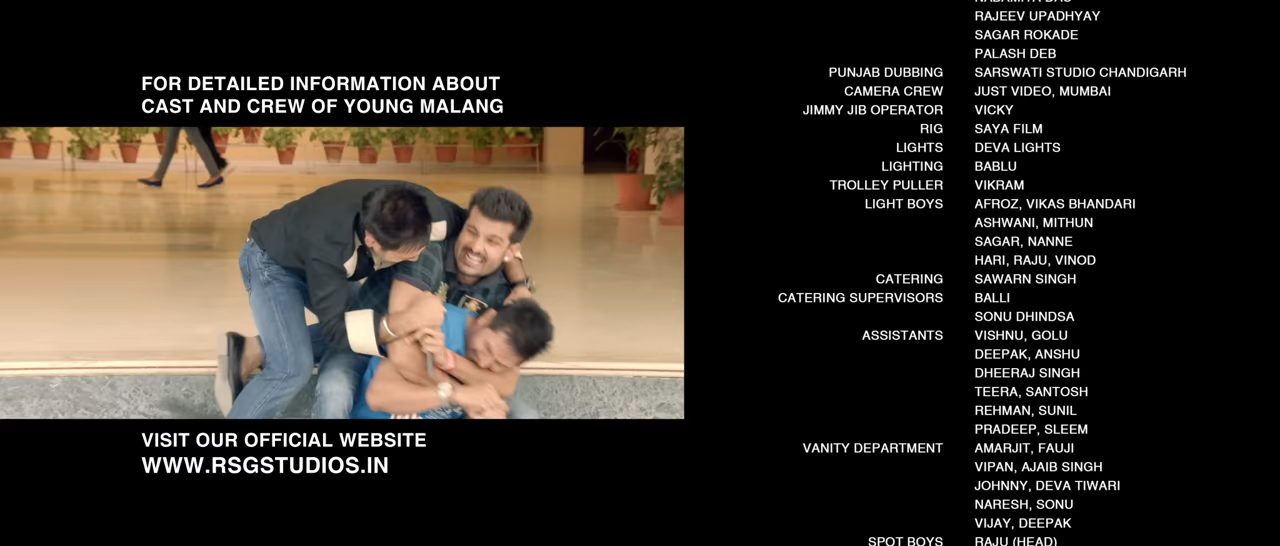 FOR DETAILED INFORMATION ABOUT
CAST AND CREW OF YOUNG MALANG
VISIT OUR OFFICIAL WEBSITE
WWW.RSGSTUDIOS.IN
RAJEEV UPADHYAY
SAGAR ROKADE
PALASH DEB
PUNJAB DUBBING SARSWATI STUDIO CHANDIGARH
CAMERA CREW JUST VIDEO, MUMBAI
JIMMY JIB OPERATOR VICKY
RIG SAYA FILM
LIGHTS DEVA LIGHTS
LIGHTING BABLU
TROLLEY PULLER VIKRAM
LIGHT BOYS AFROZ, VIKAS BHANDARI
ASHWANI, MITHUN
SAGAR, NANNE
HARI, RAJU, VINOD
CATERING SAWARN SINGH
CATERING SUPERVISORS BALLI
SONU DHINDSA
ASSISTANTS VISHNU, GOLU
DEEPAK, ANSHU
DHEERAJ SINGH
TEERA, SANTOSH
REHMAN, SUNIL
PRADEEP, SLEEM
VANITY DEPARTMENT AMARJIT, FAUJI
VIPAN, AJAIB SINGH
JOHNNY, DEVA TIWARI
NARESH, SONU
VIJAY, DEEPAK
SPOT BOYS RAJU (HEAD)